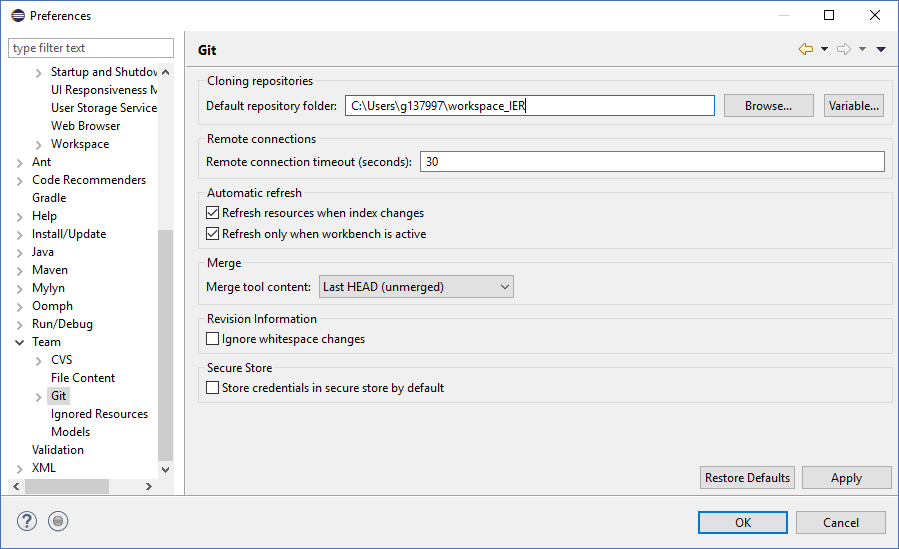 Preferences
type filter text
Startup and Shutdov
UI Responsiveness M
User Storage Service
Web Browser
Workspace
Ant
Code Recommenders
Gradle
Help
Install/Update
Java
Maven
Mylyn
Oomph
Run/Debug
Team
CVS
File Content
Git
Ignored Resources
Models
Validation
XML
Git
Cloning repositories
Default repository folder: C:\Users\g137997\workspace_IER Browse... Variable...
Remote connections
Remote connection timeout (seconds): 30
Automatic refresh
Refresh resources when index changes
Refresh only when workbench is active
Merge
Merge tool content: Last HEAD (unmerged)
Revision Information
Ignore whitespace changes
Secure Store
Store credentials in secure store by default
Restore Defaults Apply
? OK Cancel